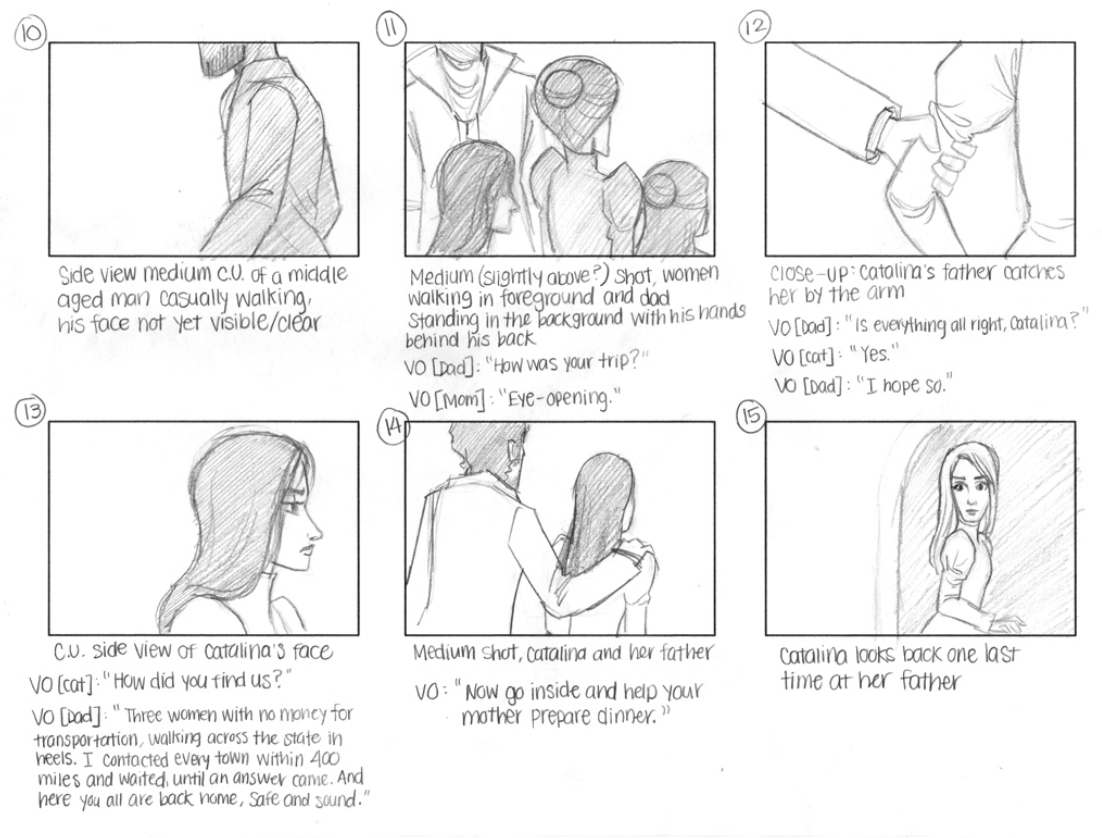 10
Side view medium C.U. of a middle
aged man casually walking,
his face not yet visible/clear
11
Medium (slightly above?) shot, women
walking in foreground and dad
standing in the background with his hands
behind his back
VO [Dad]: "How was your trip?"
VO [Mom]: "Eye-opening."
12
Close-up: Catalina's father catches
her by the arm
VO [Dad]: "Is everything all right, Catalina?"
VO [Cat]: "Yes."
VO [Dad]: "I hope so."
13
C.U. side view of Catalina's face
VO [Cat]: "How did you find us?"
VO [Dad]: "Three women with no money for
transportation, walking across the state in
heels. I contacted every town within 400
miles and waited, until an answer came. And
here you all are back home, safe and sound."
14
Medium shot, Catalina and her father
VO: "Now go inside and help your
mother prepare dinner."
15
Catalina looks back one last
time at her father